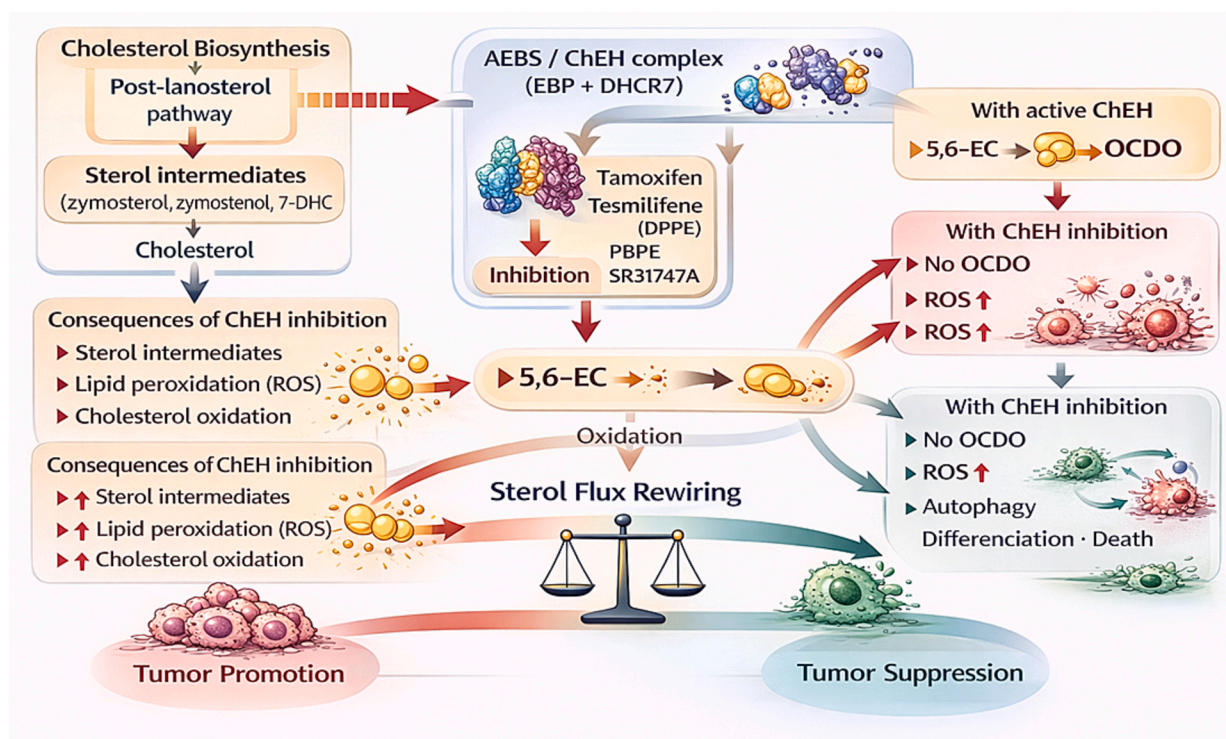 Cholesterol Biosynthesis
Post-lanosterol
pathway
Sterol intermediates
(zymosterol, zymostenol, 7-DHC
Cholesterol
AEBS / ChEH complex
(EBP + DHCR7)
Tamoxifen
Tesmilifene
(DPPE)
PBPE
SR31747A
Inhibition
With active ChEH
5,6-EC
OCDO
With ChEH inhibition
No OCDO
ROS ↑
ROS ↑
Consequences of ChEH inhibition
Sterol intermediates
Lipid peroxidation (ROS)
Cholesterol oxidation
5,6-EC
Oxidation
With ChEH inhibition
No OCDO
ROS ↑
Autophagy
Differenciation · Death
Consequences of ChEH inhibition
↑ Sterol intermediates
↑ Lipid peroxidation (ROS)
↑ Cholesterol oxidation
Sterol Flux Rewiring
Tumor Promotion
Tumor Suppression